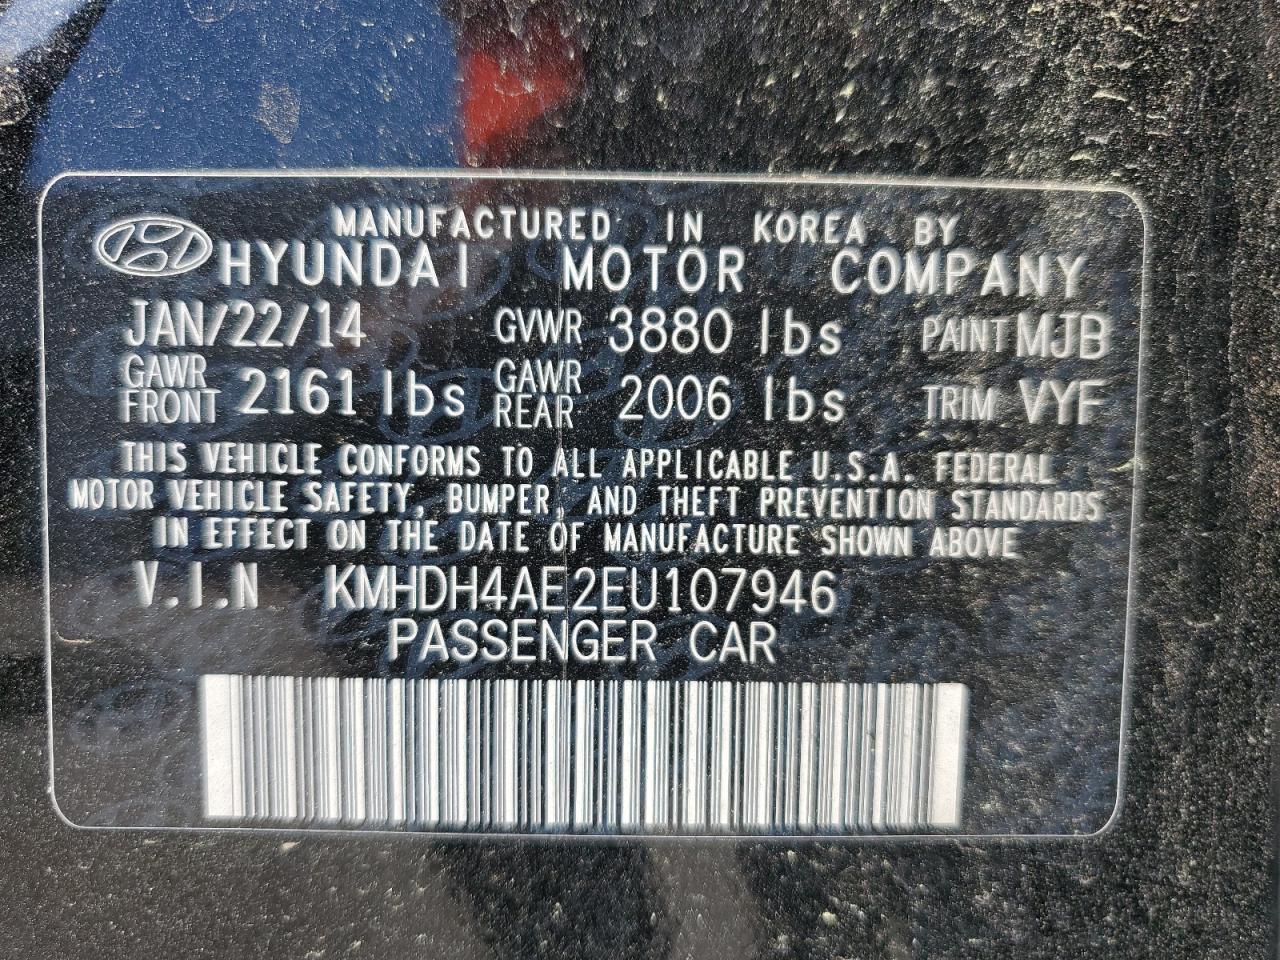 MANUFACTURED IN KOREA BY
HYUNDAI MOTOR COMPANY
JAN/22/14 GVWR 3880 lbs PAINT MJB
GAWR FRONT 2161 lbs GAWR REAR 2006 lbs TRIM VYF
THIS VEHICLE CONFORMS TO ALL APPLICABLE U.S.A. FEDERAL
MOTOR VEHICLE SAFETY, BUMPER, AND THEFT PREVENTION STANDARDS
IN EFFECT ON THE DATE OF MANUFACTURE SHOWN ABOVE
V.I.N KMHDH4AE2EU107946
PASSENGER CAR